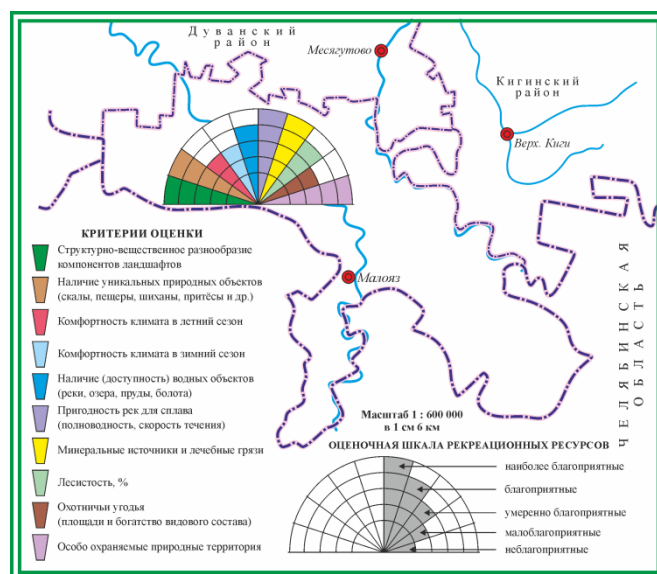 Дуванский
район
Месягутово
Кигинский
район
Верх. Киги
Малояз
ЧЕЛЯБИНСКАЯ
ОБЛАСТЬ
КРИТЕРИИ ОЦЕНКИ
Структурно-вещественное разнообразие
компонентов ландшафтов
Наличие уникальных природных объектов
(скалы, пещеры, шиханы, притёсы и др.)
Комфортность климата в летний сезон
Комфортность климата в зимний сезон
Наличие (доступность) водных объектов
(реки, озера, пруды, болота)
Пригодность рек для сплава
(полноводность, скорость течения)
Минеральные источники и лечебные грязи
Лесистость, %
Охотничьи угодья
(площади и богатство видового состава)
Особо охраняемые природные территория
Масштаб 1 : 600 000
в 1 см 6 км
ОЦЕНОЧНАЯ ШКАЛА РЕКРЕАЦИОННЫХ РЕСУРСОВ
наиболее благоприятные
благоприятные
умеренно благоприятные
малоблагоприятные
неблагоприятные